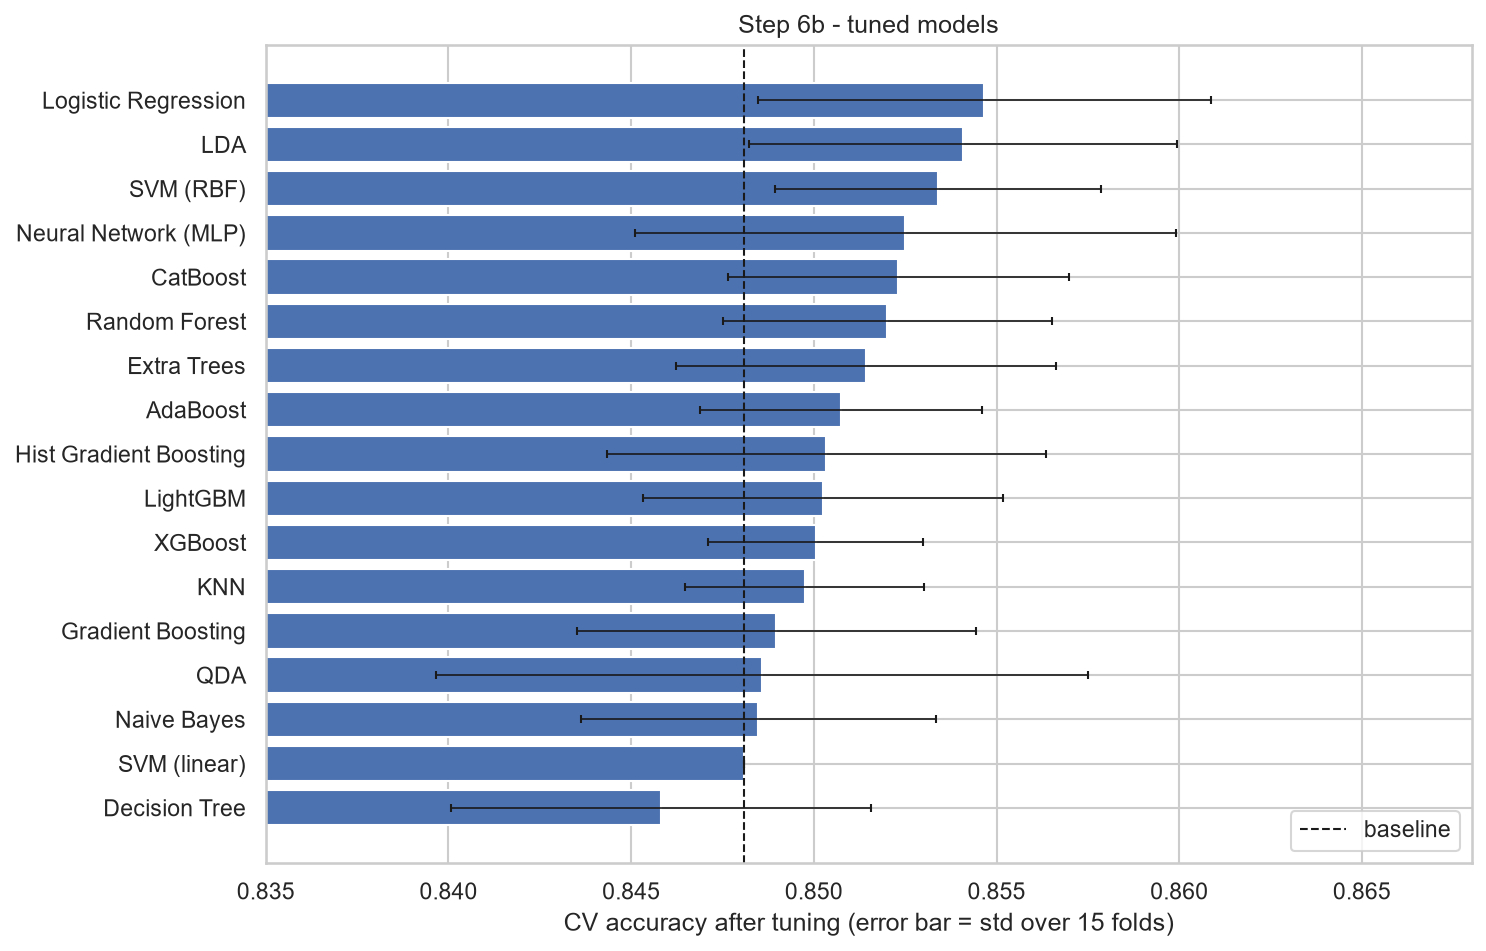 Step 6b - tuned models
Logistic Regression
LDA
SVM (RBF)
Neural Network (MLP)
CatBoost
Random Forest
Extra Trees
AdaBoost
Hist Gradient Boosting
LightGBM
XGBoost
KNN
Gradient Boosting
QDA
Naive Bayes
SVM (linear)
Decision Tree
baseline
0.835 0.840 0.845 0.850 0.855 0.860 0.865
CV accuracy after tuning (error bar = std over 15 folds)